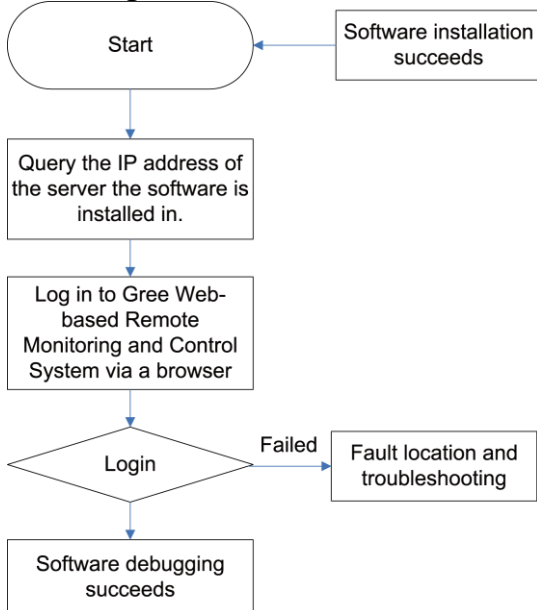 Start
Software installation
succeeds
Query the IP address of
the server the software is
installed in.
Log in to Gree Web-
based Remote
Monitoring and Control
System via a browser
Login
Failed
Fault location and
troubleshooting
Software debugging
succeeds